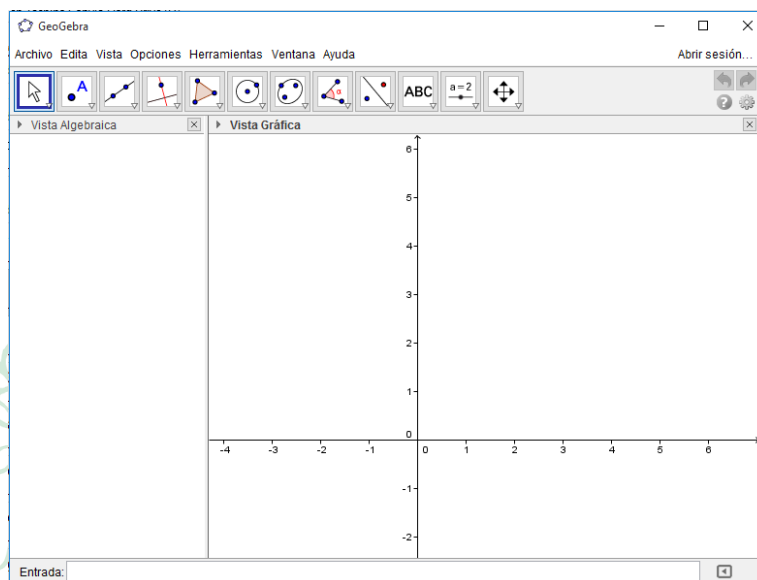 GeoGebra
Archivo Edita Vista Opciones Herramientas Ventana Ayuda Abrir sesión...
A α ABC a=2
Vista Algebraica Vista Gráfica
6
5
4
3
2
1
0
-4 -3 -2 -1 0 1 2 3 4 5 6
-1
-2
Entrada: